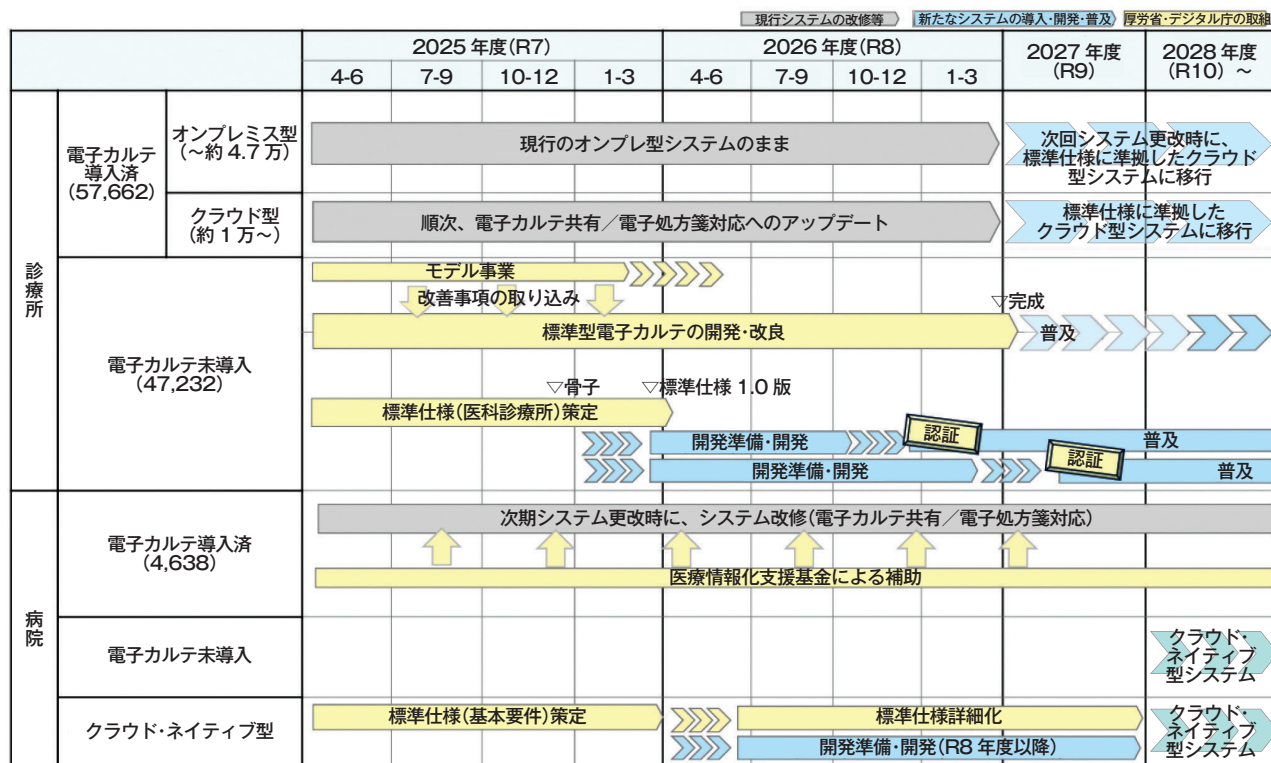 現行システムの改修等
新たなシステムの導入・開発・普及
厚労省・デジタル庁の取組
2025年度(R7)
2026年度(R8)
2027年度
(R9)
2028年度
(R10)~
4-6
7-9
10-12
1-3
4-6
7-9
10-12
1-3
診療所
電子カルテ
導入済
(57,662)
オンプレミス型
(~約4.7万)
現行のオンプレ型システムのまま
次回システム更改時に、
標準仕様に準拠したクラウド
型システムに移行
クラウド型
(約1万~)
順次、電子カルテ共有/電子処方箋対応へのアップデート
標準仕様に準拠した
クラウド型システムに移行
電子カルテ未導入
(47,232)
モデル事業
改善事項の取り込み
▽完成
標準型電子カルテの開発・改良
普及
▽骨子
▽標準仕様1.0版
標準仕様(医科診療所)策定
開発準備・開発
認証
普及
開発準備・開発
認証
普及
病院
電子カルテ導入済
(4,638)
次期システム更改時に、システム改修(電子カルテ共有/電子処方箋対応)
医療情報化支援基金による補助
電子カルテ未導入
クラウド・
ネイティブ
型システム
クラウド・ネイティブ型
標準仕様(基本要件)策定
標準仕様詳細化
開発準備・開発(R8年度以降)
クラウド・
ネイティブ
型システム